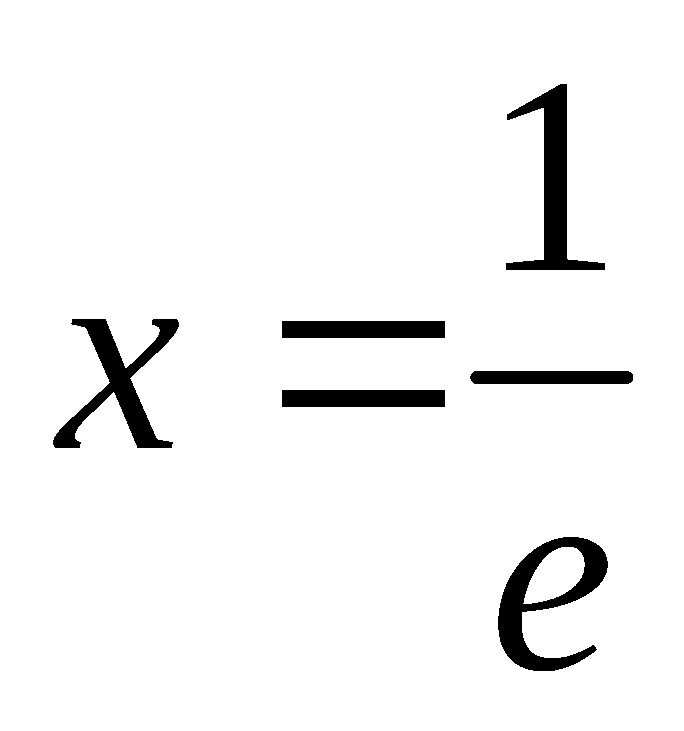 x = 1/e